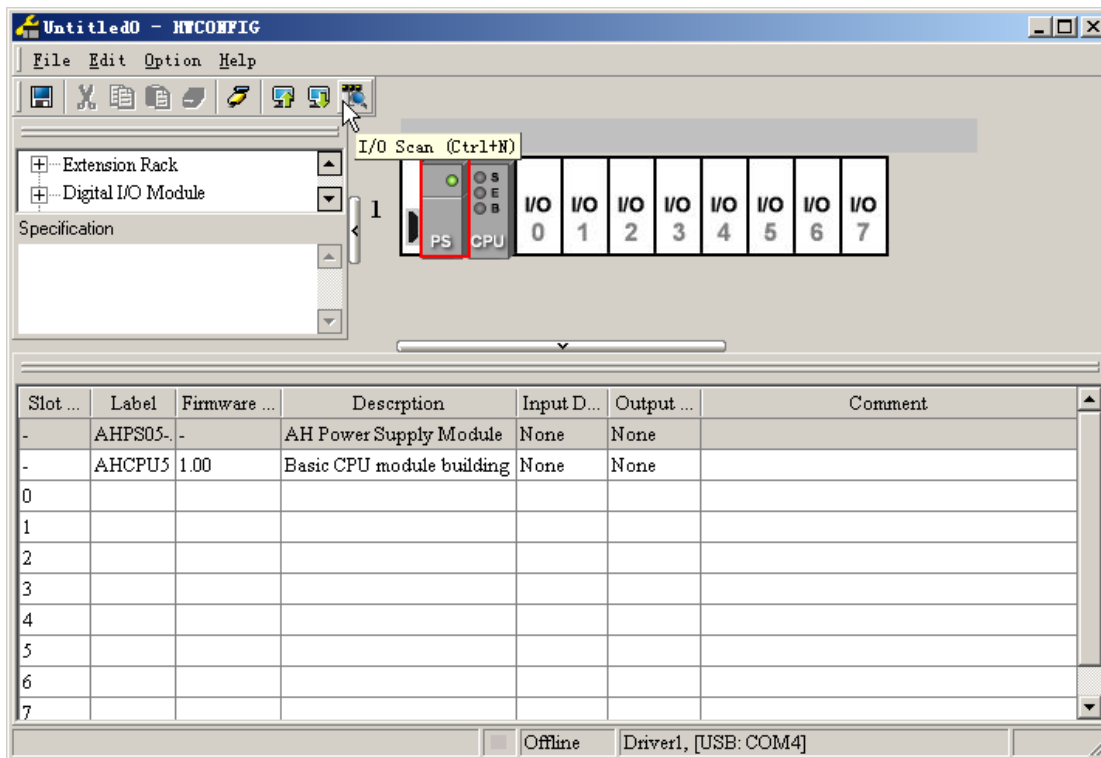 Untitled0 - HWCONFIG
File Edit Option Help
I/O Scan (Ctrl+N)
Extension Rack
Digital I/O Module
Specification
1
PS
CPU
S
E
B
I/O 0
I/O 1
I/O 2
I/O 3
I/O 4
I/O 5
I/O 6
I/O 7
Slot ... Label Firmware ... Descrption Input D... Output ... Comment
- AHPS05-. - AH Power Supply Module None None
- AHCPU5 1.00 Basic CPU module building None None
0
1
2
3
4
5
6
7
Offline Driver1, [USB: COM4]